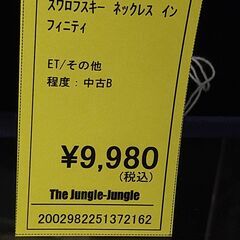 スワロフスキー ネックレス イン
フィニティ
ET/その他
程度：中古B
¥9,980
(税込)
The Jungle-Jungle
2002982251372162